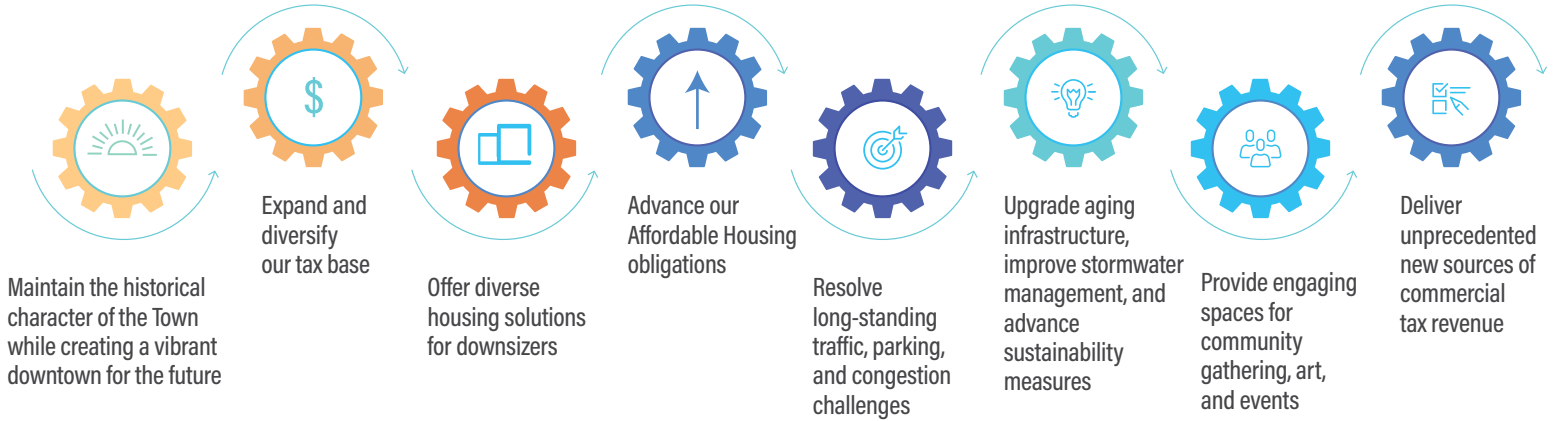 Maintain the historical
character of the Town
while creating a vibrant
downtown for the future
$
Expand and
diversify
our tax base
Offer diverse
housing solutions
for downsizers
Advance our
Affordable Housing
obligations
Resolve
long-standing
traffic, parking,
and congestion
challenges
Upgrade aging
infrastructure,
improve stormwater
management, and
advance
sustainability
measures
Provide engaging
spaces for
community
gathering, art,
and events
Deliver
unprecedented
new sources of
commercial
tax revenue